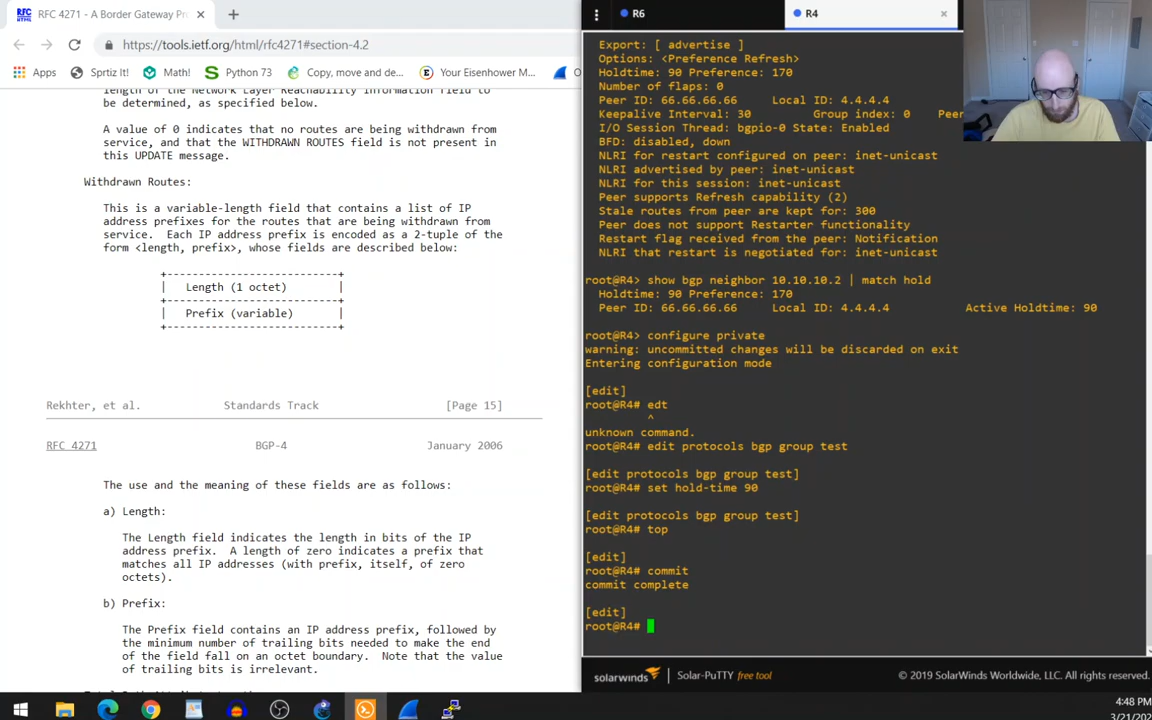 RFC 4271 - A Border Gateway Pr
R6
R4
https://tools.ietf.org/html/rfc4271#section-4.2
Apps
Sprtiz It!
Math!
Python 73
Copy, move and de...
Your Eisenhower M...
length of the Network Layer Reachability Information field to
be determined, as specified below.
A value of 0 indicates that no routes are being withdrawn from
service, and that the WITHDRAWN ROUTES field is not present in
this UPDATE message.
Withdrawn Routes:
This is a variable-length field that contains a list of IP
address prefixes for the routes that are being withdrawn from
service.  Each IP address prefix is encoded as a 2-tuple of the
form <length, prefix>, whose fields are described below:
+---------------------------+
|   Length (1 octet)        |
+---------------------------+
|   Prefix (variable)       |
+---------------------------+
Rekhter, et al. Standards Track [Page 15]
RFC 4271 BGP-4 January 2006
The use and the meaning of these fields are as follows:
a) Length:
The Length field indicates the length in bits of the IP
address prefix.  A length of zero indicates a prefix that
matches all IP addresses (with prefix, itself, of zero
octets).
b) Prefix:
The Prefix field contains an IP address prefix, followed by
the minimum number of trailing bits needed to make the end
of the field fall on an octet boundary.  Note that the value
of trailing bits is irrelevant.
Export: [ advertise ]
Options: <Preference Refresh>
Holdtime: 90 Preference: 170
Number of flaps: 0
Peer ID: 66.66.66.66 Local ID: 4.4.4.4
Keepalive Interval: 30 Group index: 0 Peer
I/O Session Thread: bgpio-0 State: Enabled
BFD: disabled, down
NLRI for restart configured on peer: inet-unicast
NLRI advertised by peer: inet-unicast
NLRI for this session: inet-unicast
Peer supports Refresh capability (2)
Stale routes from peer are kept for: 300
Peer does not support Restarter functionality
Restart flag received from the peer: Notification
NLRI that restart is negotiated for: inet-unicast
root@R4> show bgp neighbor 10.10.10.2 | match hold
Holdtime: 90 Preference: 170
Peer ID: 66.66.66.66 Local ID: 4.4.4.4 Active Holdtime: 90
root@R4> configure private
warning: uncommitted changes will be discarded on exit
Entering configuration mode
[edit]
root@R4# edt
^
unknown command.
root@R4# edit protocols bgp group test
[edit protocols bgp group test]
root@R4# set hold-time 90
[edit protocols bgp group test]
root@R4# top
[edit]
root@R4# commit
commit complete
[edit]
root@R4#
solarwinds Solar-PuTTY free tool © 2019 SolarWinds Worldwide, LLC. All rights reserved.
4:48 PM